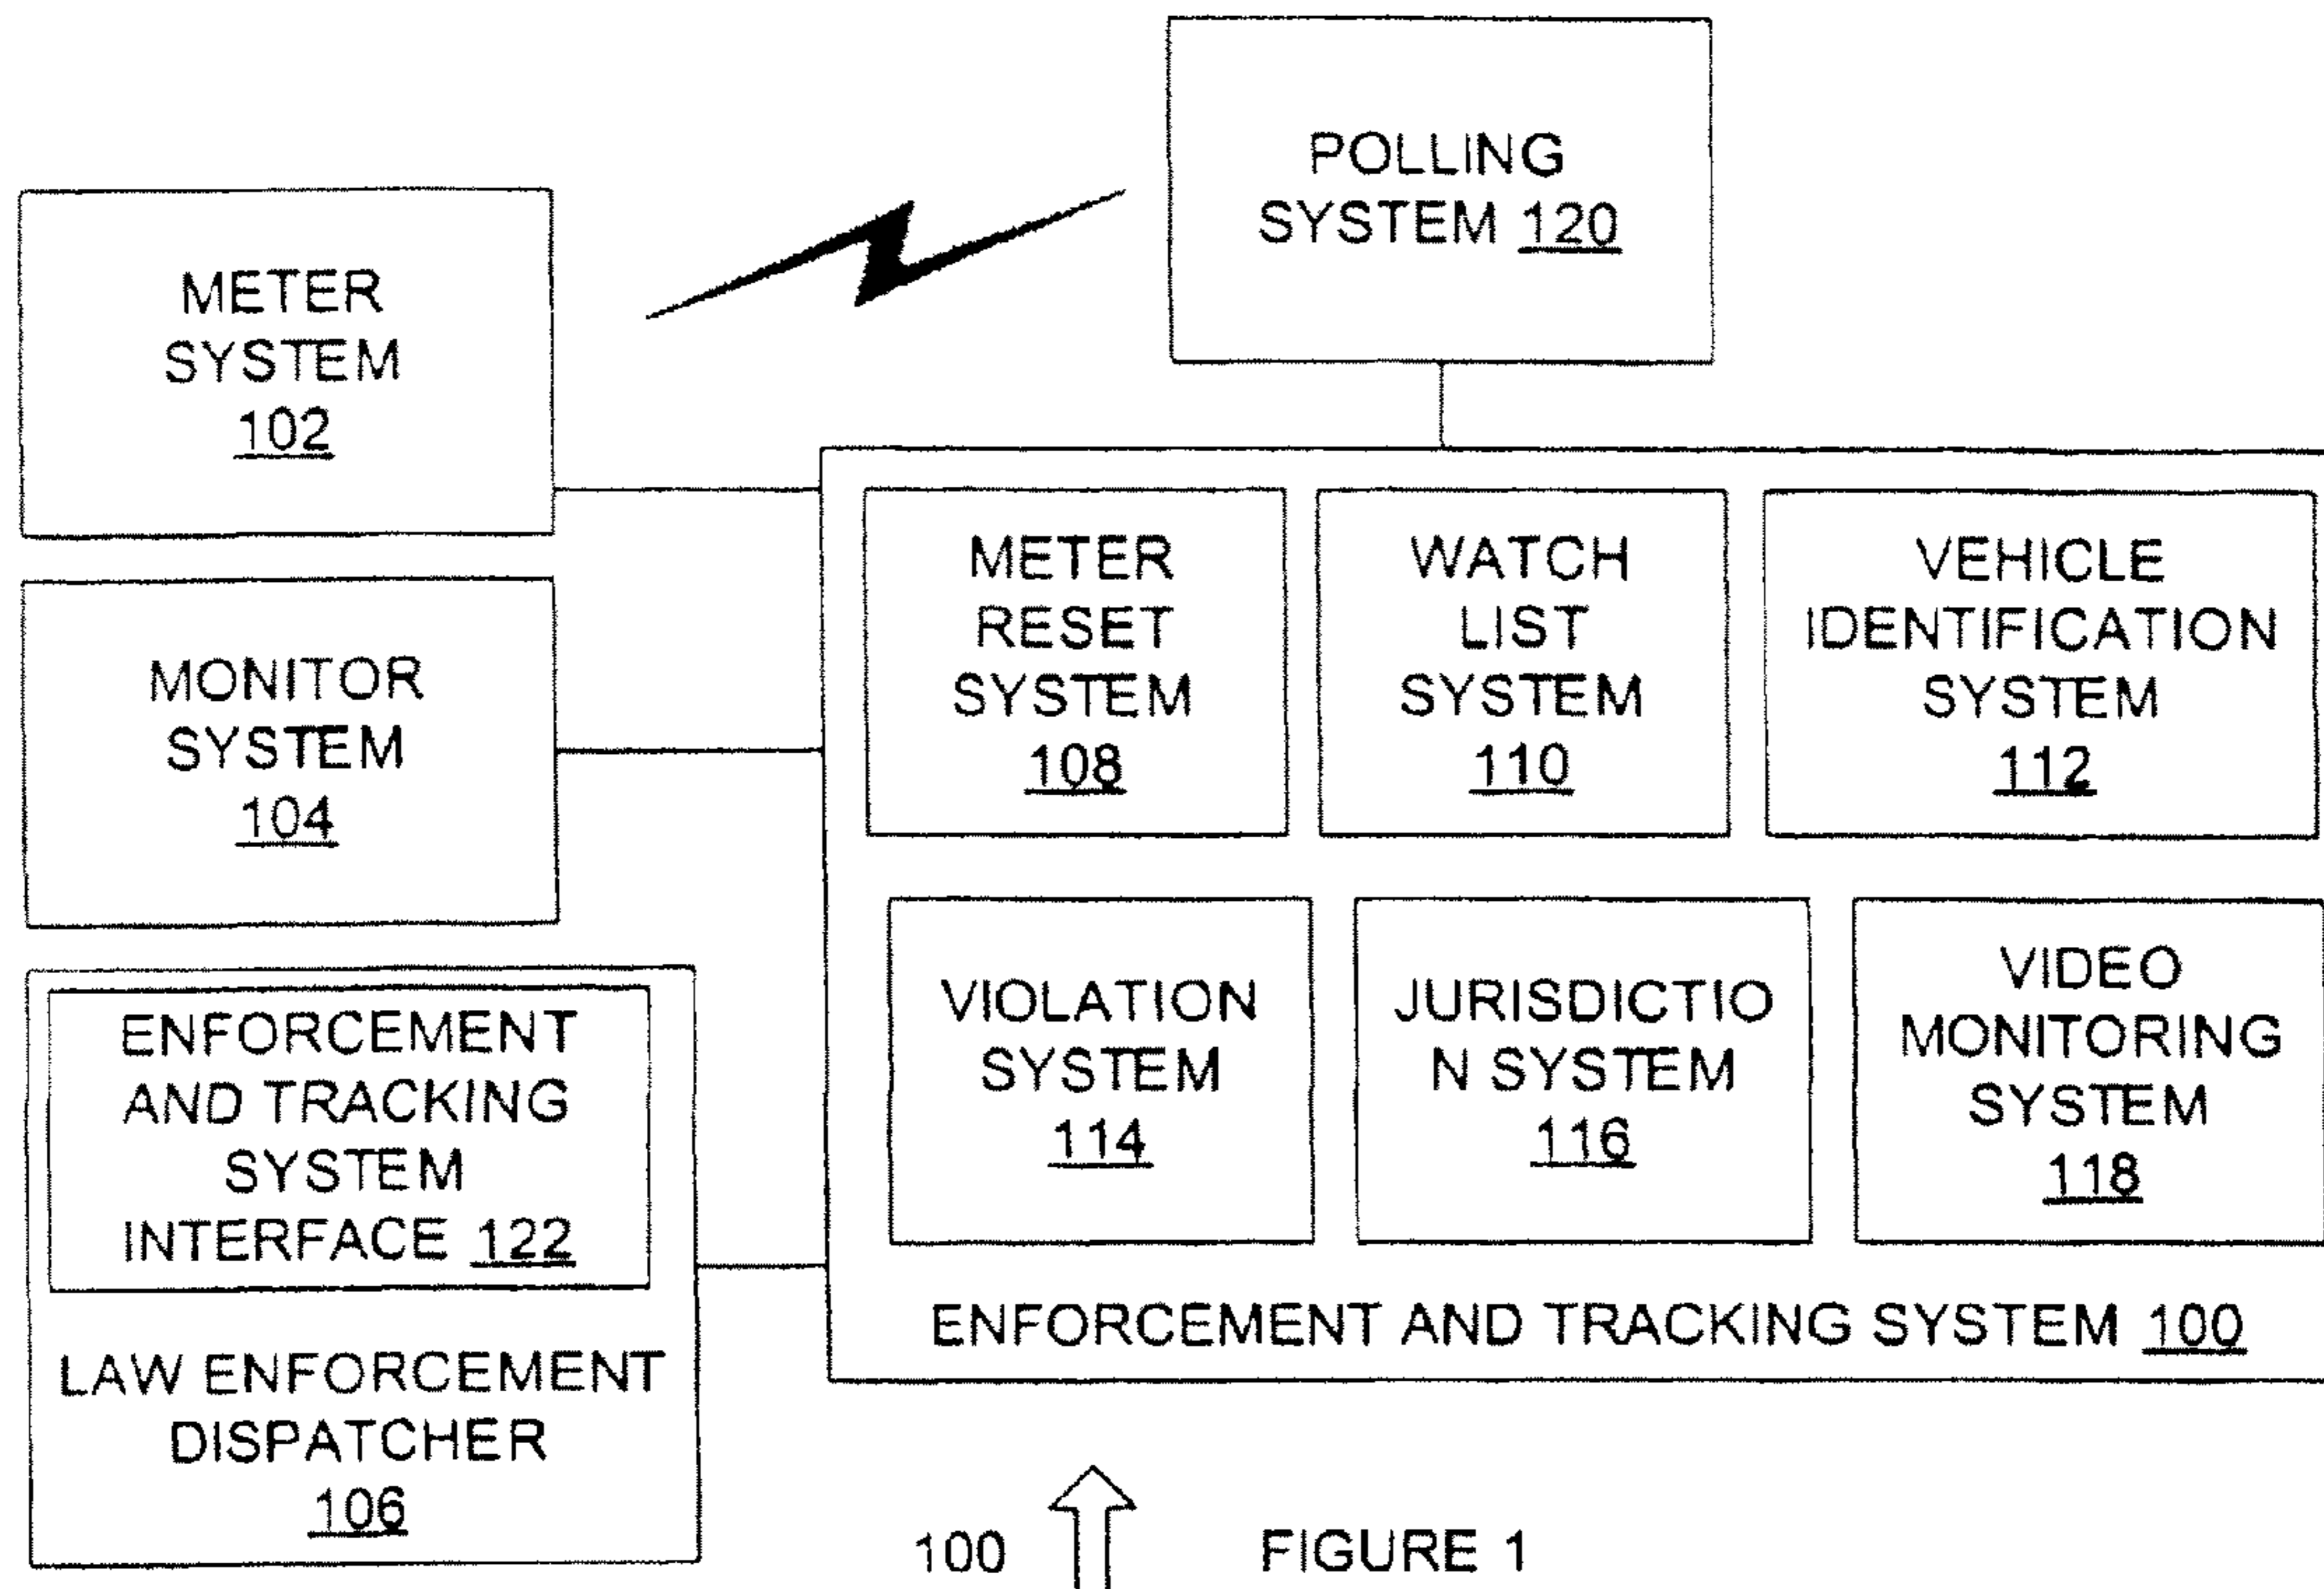 POLLING
SYSTEM 120
METER
SYSTEM
102
MONITOR
SYSTEM
104
ENFORCEMENT
AND TRACKING
SYSTEM
INTERFACE 122
LAW ENFORCEMENT
DISPATCHER
106
METER
RESET
SYSTEM
108
WATCH
LIST
SYSTEM
110
VEHICLE
IDENTIFICATION
SYSTEM
112
VIOLATION
SYSTEM
114
JURISDICTIO
N SYSTEM
116
VIDEO
MONITORING
SYSTEM
118
ENFORCEMENT AND TRACKING SYSTEM 100
100
FIGURE 1